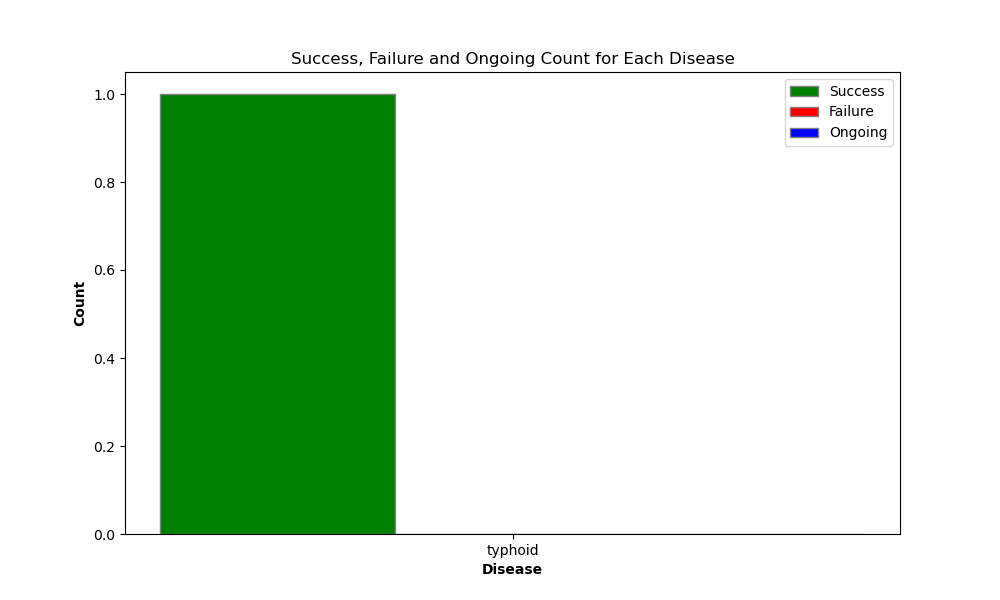 Success, Failure and Ongoing Count for Each Disease
Success
Failure
Ongoing
1.0
0.8
0.6
0.4
0.2
0.0
Count
typhoid
Disease